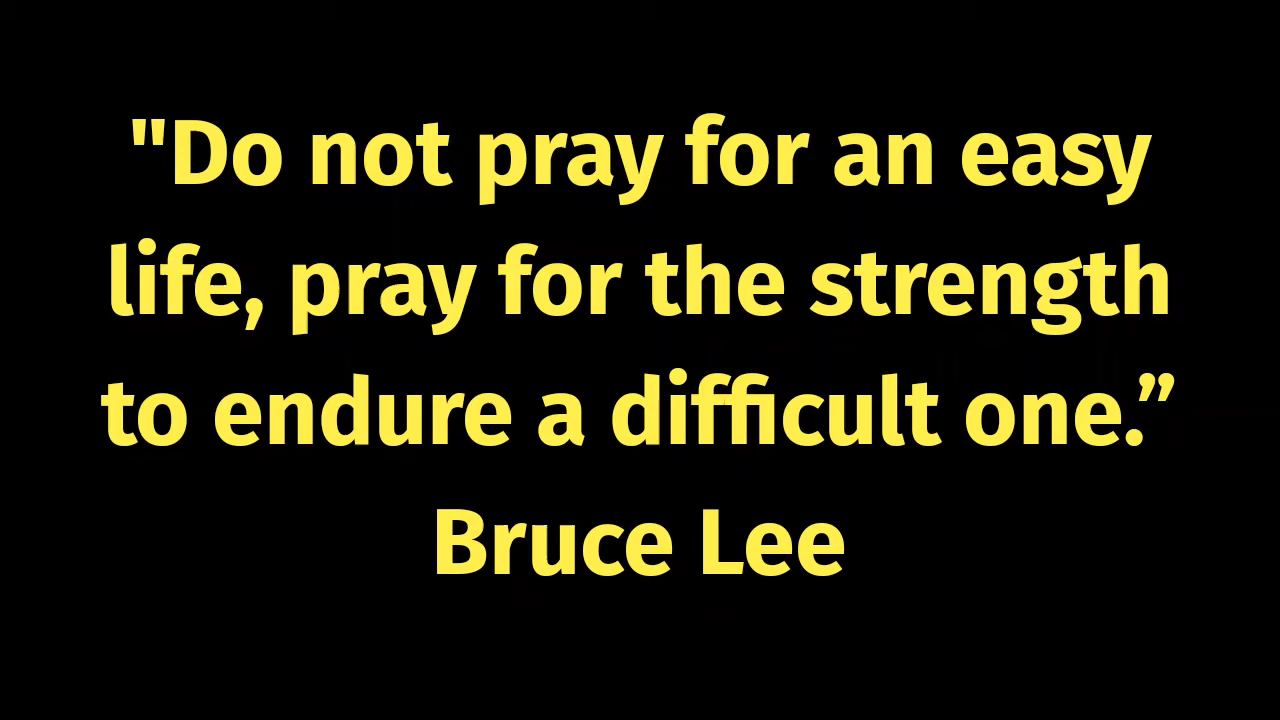 "Do not pray for an easy
life, pray for the strength
to endure a difficult one.”
Bruce Lee